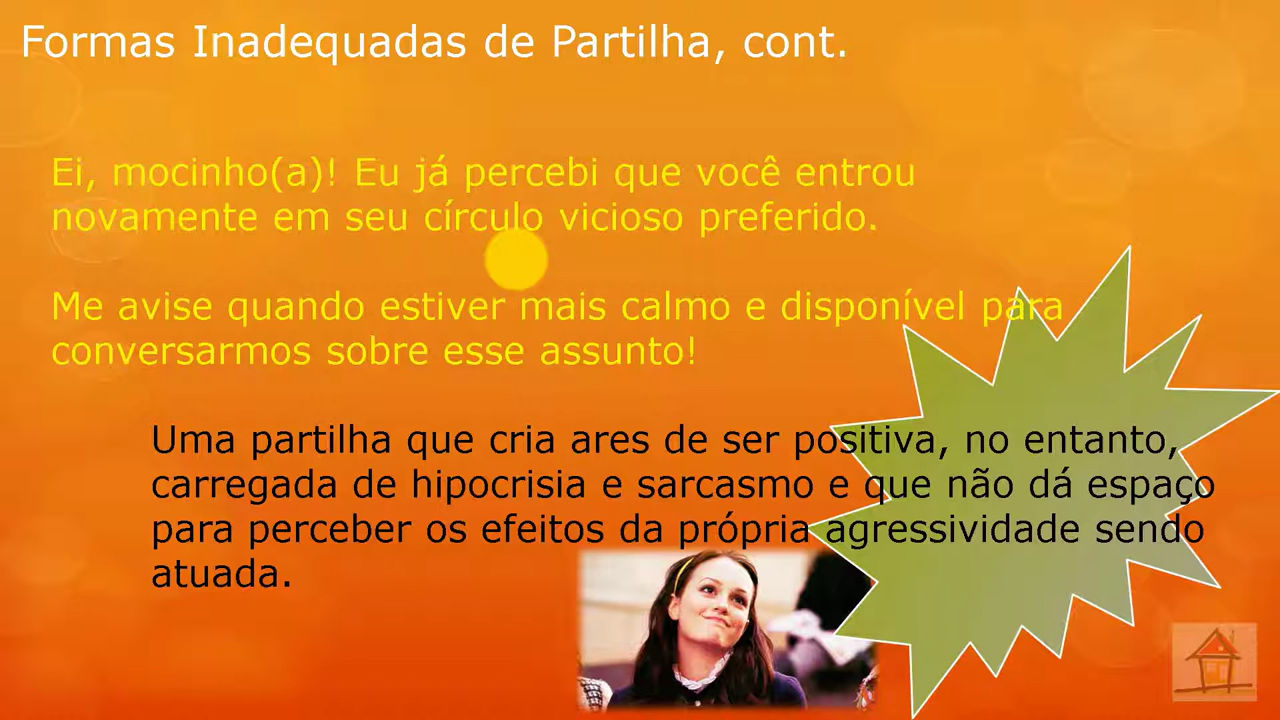 Formas Inadequadas de Partilha, cont.
Ei, mocinho(a)! Eu já percebi que você entrou
novamente em seu círculo vicioso preferido.
Me avise quando estiver mais calmo e disponível para
conversarmos sobre esse assunto!
Uma partilha que cria ares de ser positiva, no entanto,
carregada de hipocrisia e sarcasmo e que não dá espaço
para perceber os efeitos da própria agressividade sendo
atuada.